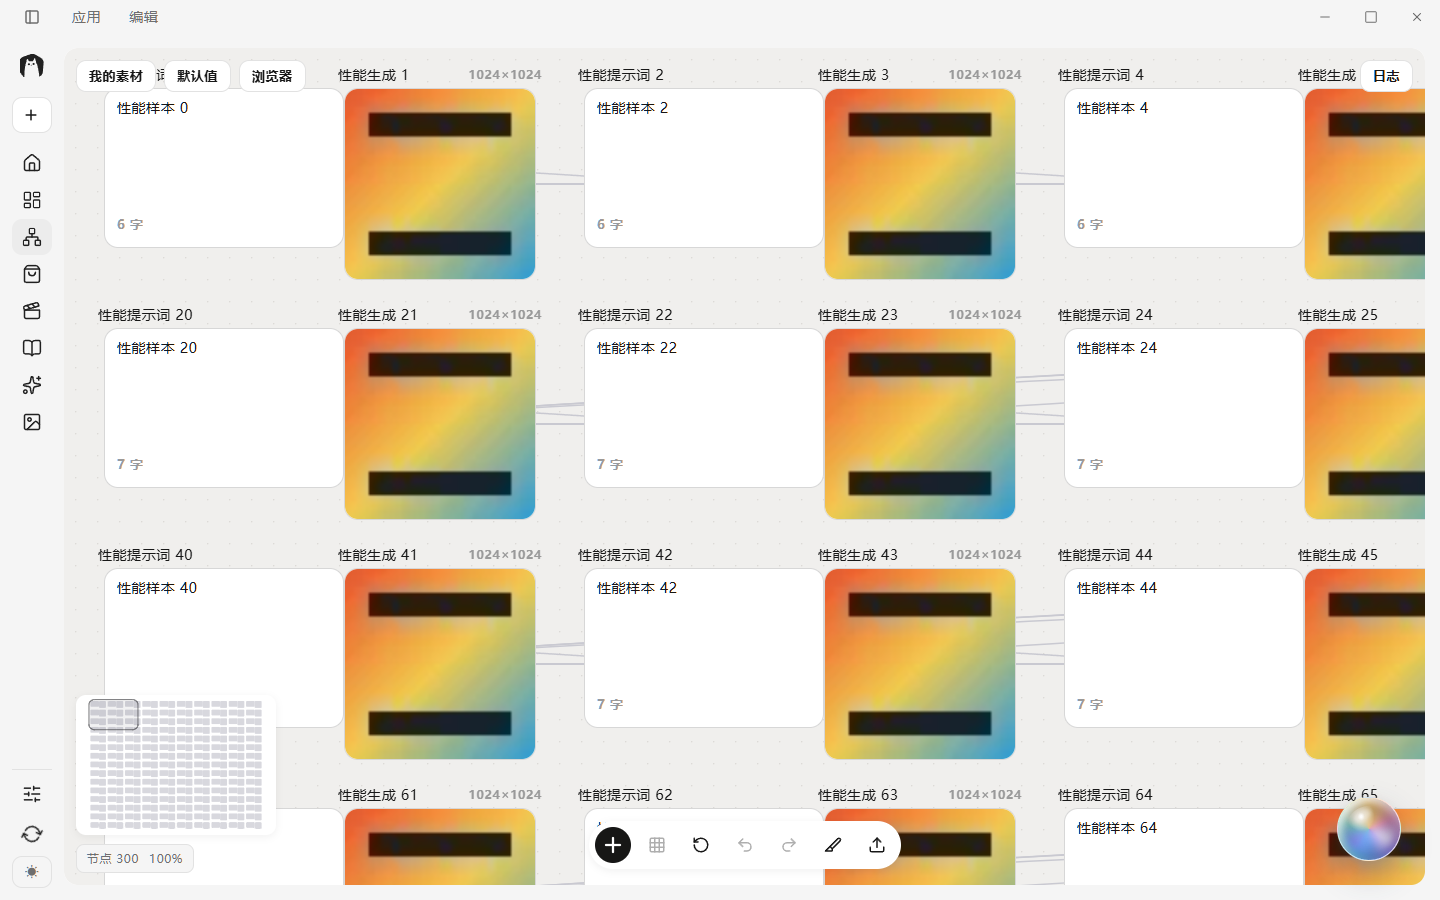 应用 编辑
我的素材 词 默认值 浏览器 性能生成 1 1024×1024 性能提示词 2 性能生成 3 1024×1024 性能提示词 4 性能生成 日志
性能样本 0 性能样本 2 性能样本 4
6 字 6 字 6 字
性能提示词 20 性能生成 21 1024×1024 性能提示词 22 性能生成 23 1024×1024 性能提示词 24 性能生成 25
性能样本 20 性能样本 22 性能样本 24
7 字 7 字 7 字
性能提示词 40 性能生成 41 1024×1024 性能提示词 42 性能生成 43 1024×1024 性能提示词 44 性能生成 45
性能样本 40 性能样本 42 性能样本 44
7 字 7 字
性能生成 61 1024×1024 性能提示词 62 性能生成 63 1024×1024 性能提示词 64 性能生成 65
性能样本 64
节点 300 100%